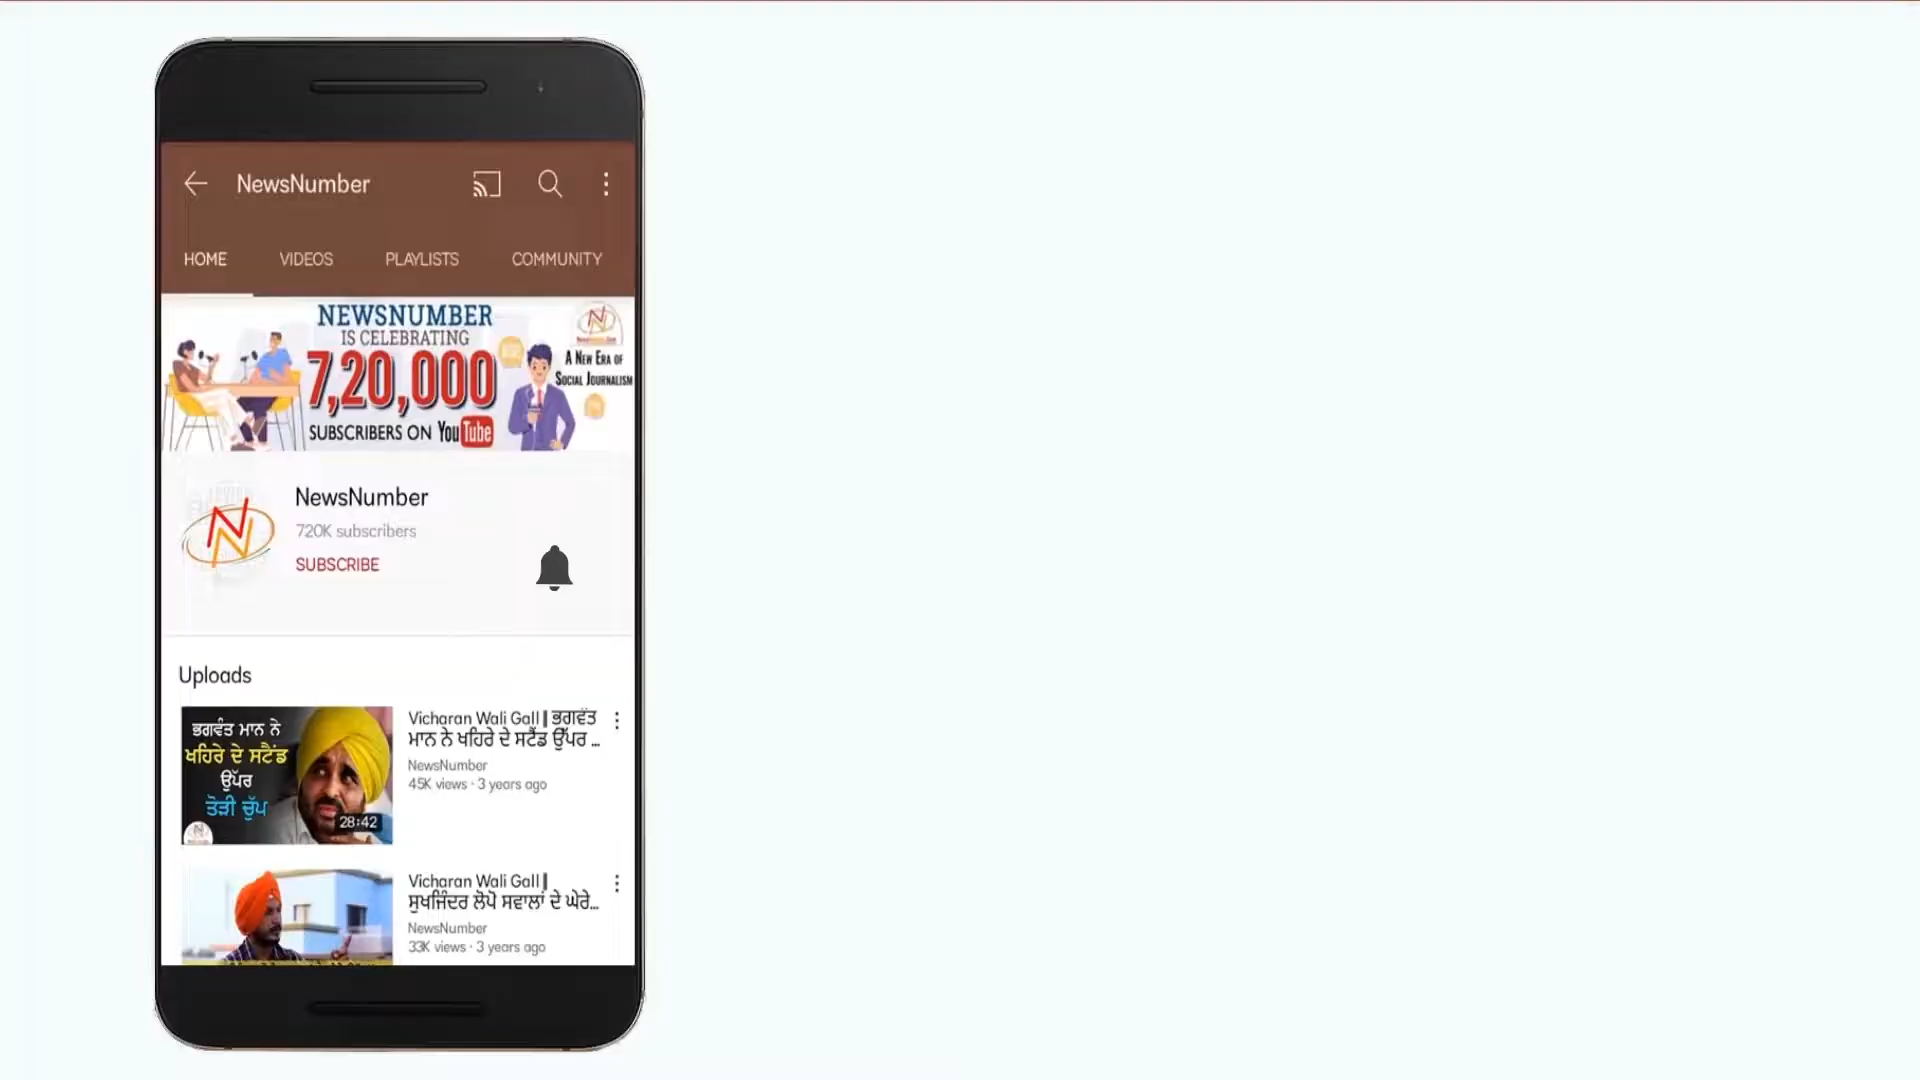 NewsNumber
HOME VIDEOS PLAYLISTS COMMUNITY
NEWSNUMBER
IS CELEBRATING
7,20,000
SUBSCRIBERS ON YouTube
A NEW ERA OF
SOCIAL JOURNALISM
NewsNumber
720K subscribers
SUBSCRIBE
Uploads
ਭਗਵੰਤ ਮਾਨ ਨੇ
ਖਹਿਰੇ ਦੇ ਸਟੈਂਡ
ਉੱਪਰ
ਤੋੜੀ ਚੁੱਪ
28:42
Vicharan Wali Gall || ਭਗਵੰਤ
ਮਾਨ ਨੇ ਖਹਿਰੇ ਦੇ ਸਟੈਂਡ ਉੱਪਰ ...
NewsNumber
45K views · 3 years ago
Vicharan Wali Gall ||
ਸੁਖਜਿੰਦਰ ਲੋਪੋ ਸਵਾਲਾਂ ਦੇ ਘੇਰੇ...
NewsNumber
33K views · 3 years ago